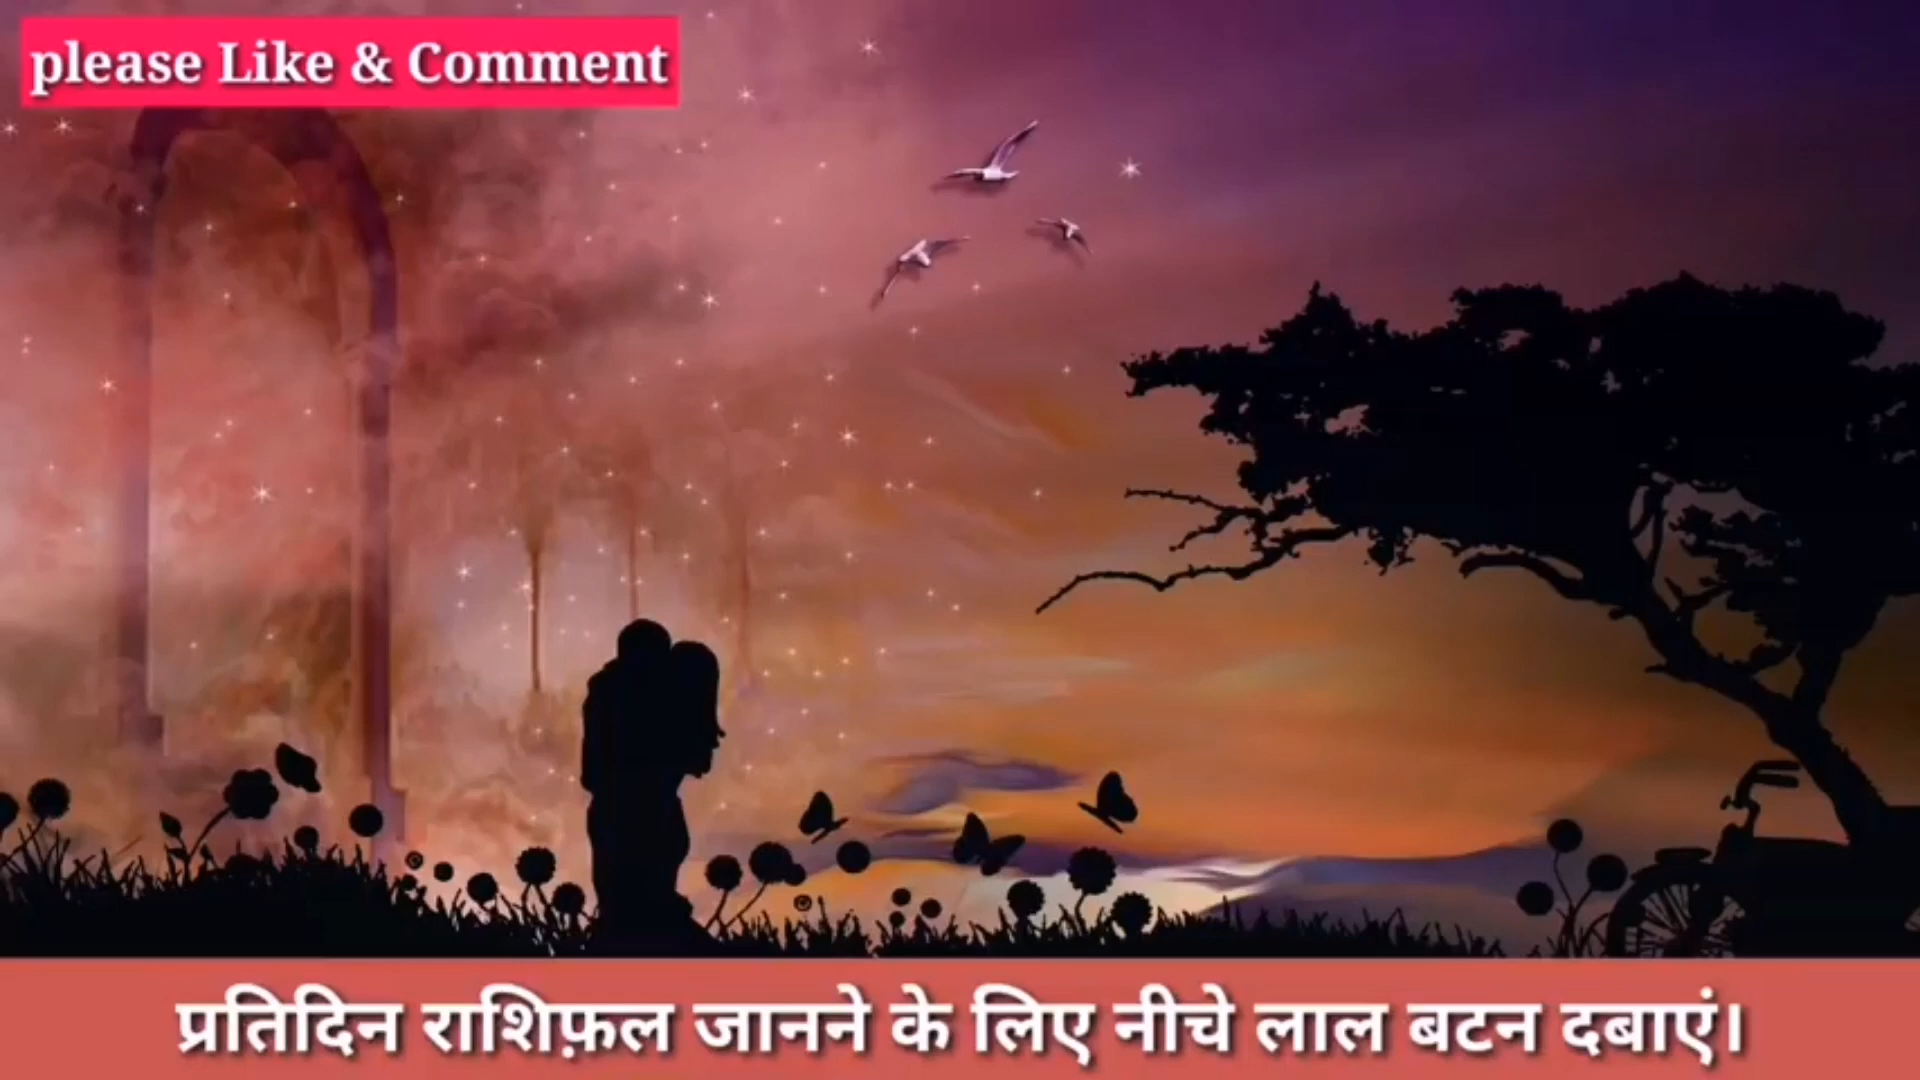 please Like & Comment
प्रतिदिन राशिफ़ल जानने के लिए नीचे लाल बटन दबाएं।